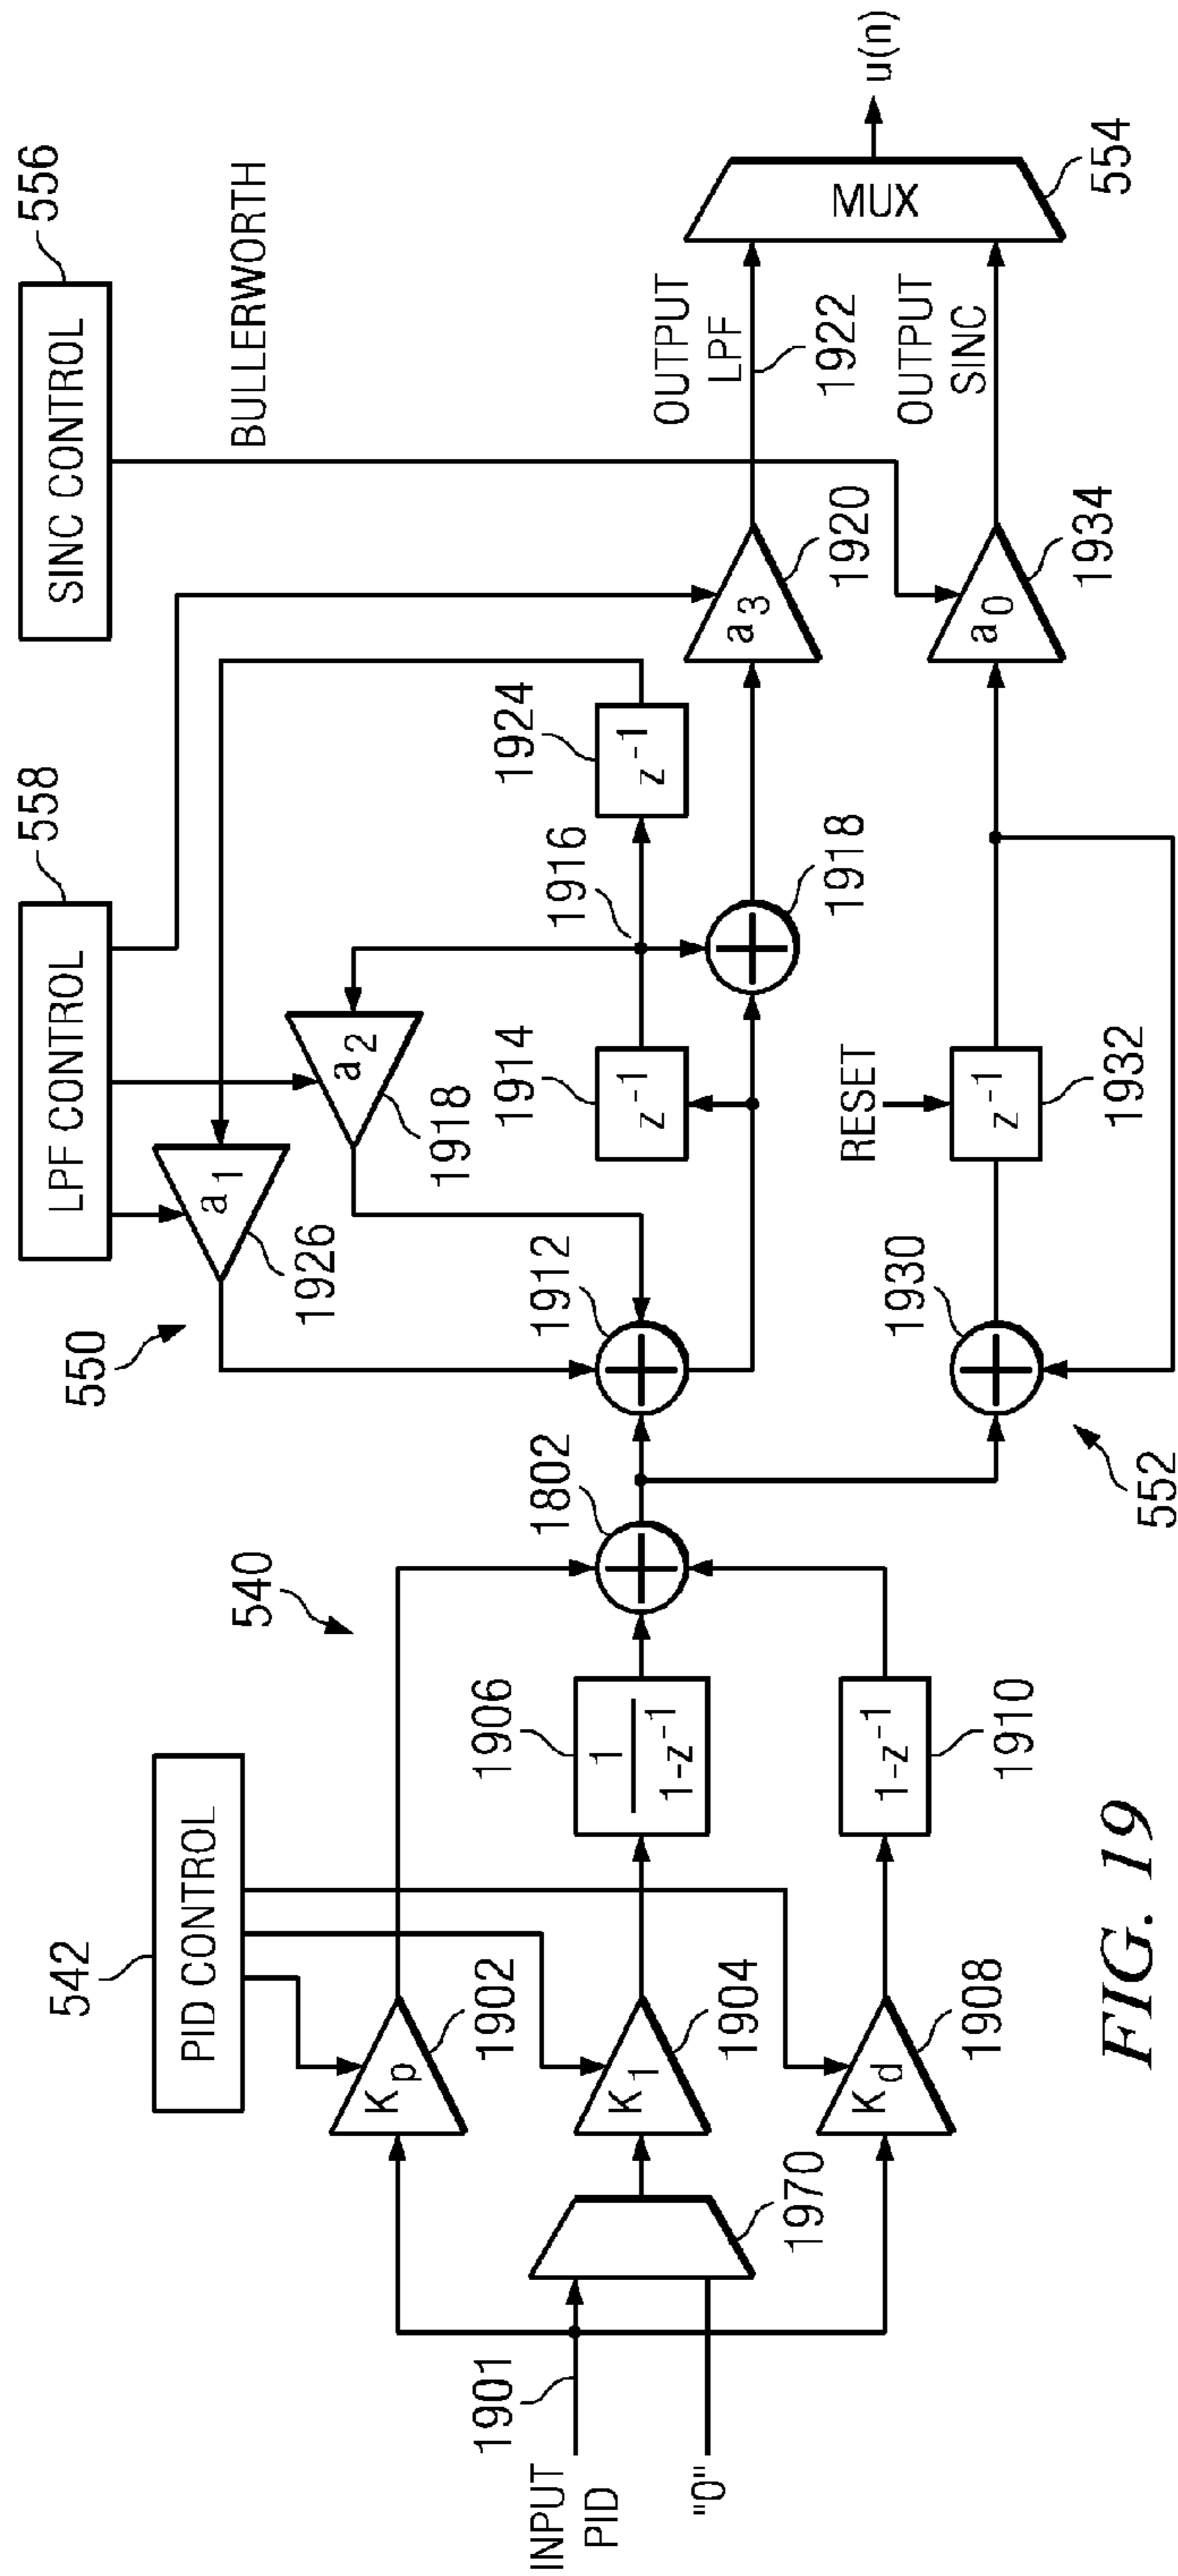 542
PID CONTROL
INPUT
PID
1901
"0"
1970
Kp
1902
K1
1904
Kd
1908
1906
1
1-z-1
1-z-1
1910
540
1802
558
LPF CONTROL
550
a1
1926
a2
1918
1912
1914
z-1
1916
1924
z-1
1918
a3
1920
556
SINC CONTROL
BULLERWORTH
OUTPUT
LPF
1922
552
1930
RESET
z-1
1932
a0
1934
OUTPUT
SINC
MUX
554
u(n)
FIG. 19